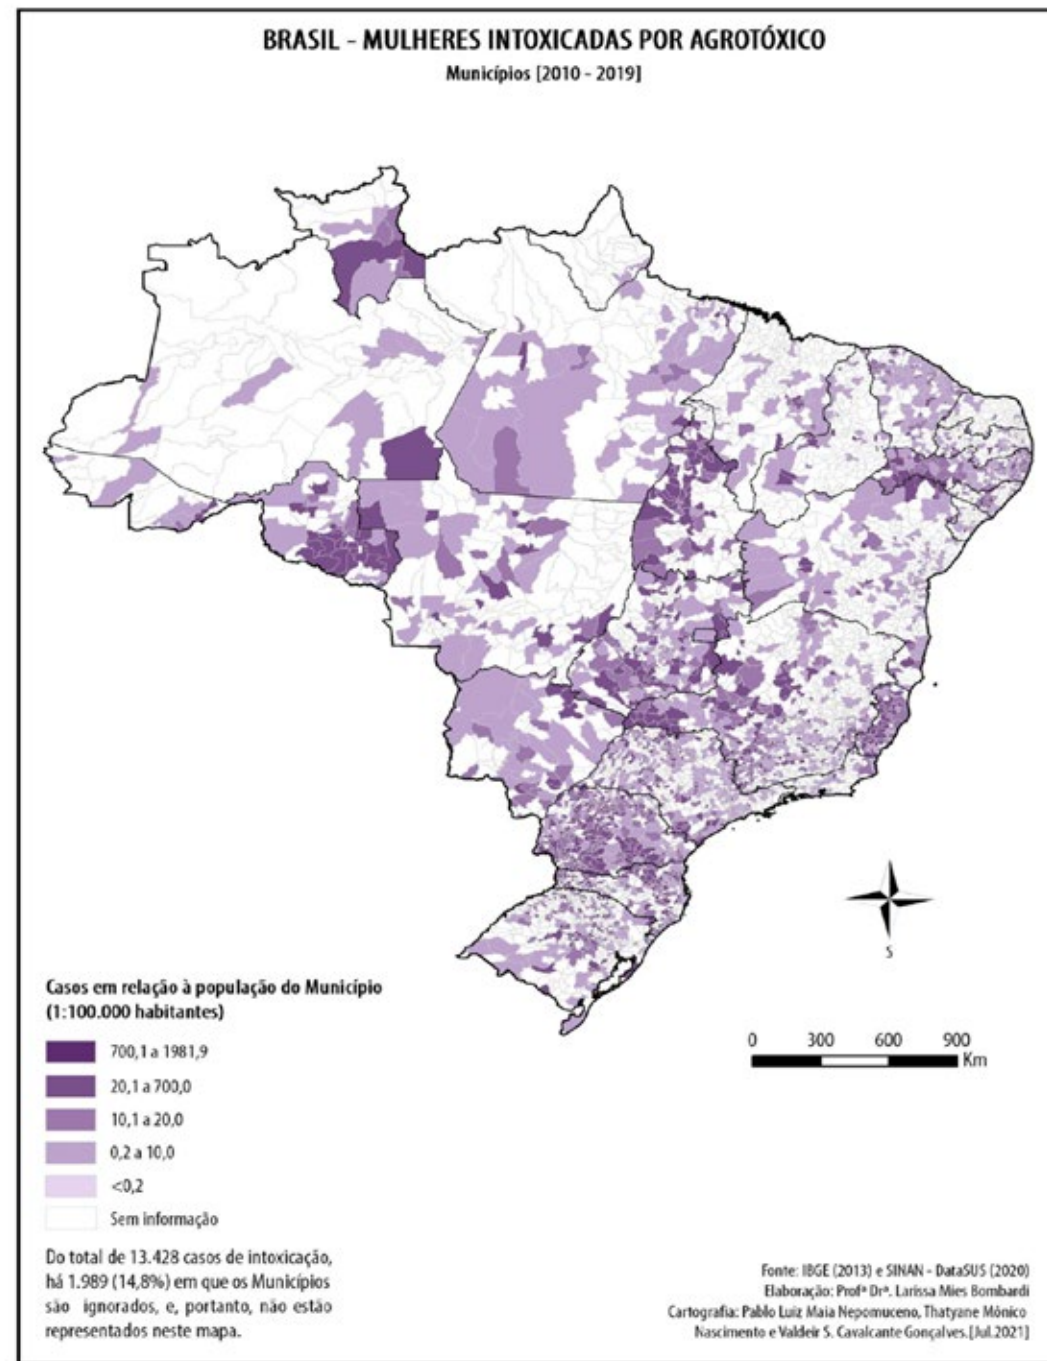 BRASIL - MULHERES INTOXICADAS POR AGROTÓXICO
Municípios [2010 - 2019]
S
Casos em relação à população do Município
(1:100.000 habitantes)
700,1 a 1981,9
20,1 a 700,0
10,1 a 20,0
0,2 a 10,0
<0,2
Sem informação
0 300 600 900
Km
Do total de 13.428 casos de intoxicação,
há 1.989 (14,8%) em que os Municípios
são ignorados, e, portanto, não estão
representados neste mapa.
Fonte: IBGE (2013) e SINAN - DataSUS (2020)
Elaboração: Profª Drª. Larissa Mies Bombardi
Cartografia: Pablo Luiz Maia Nepomuceno, Thatyane Mônico
Nascimento e Valdeir S. Cavalcante Gonçalves.[Jul.2021]